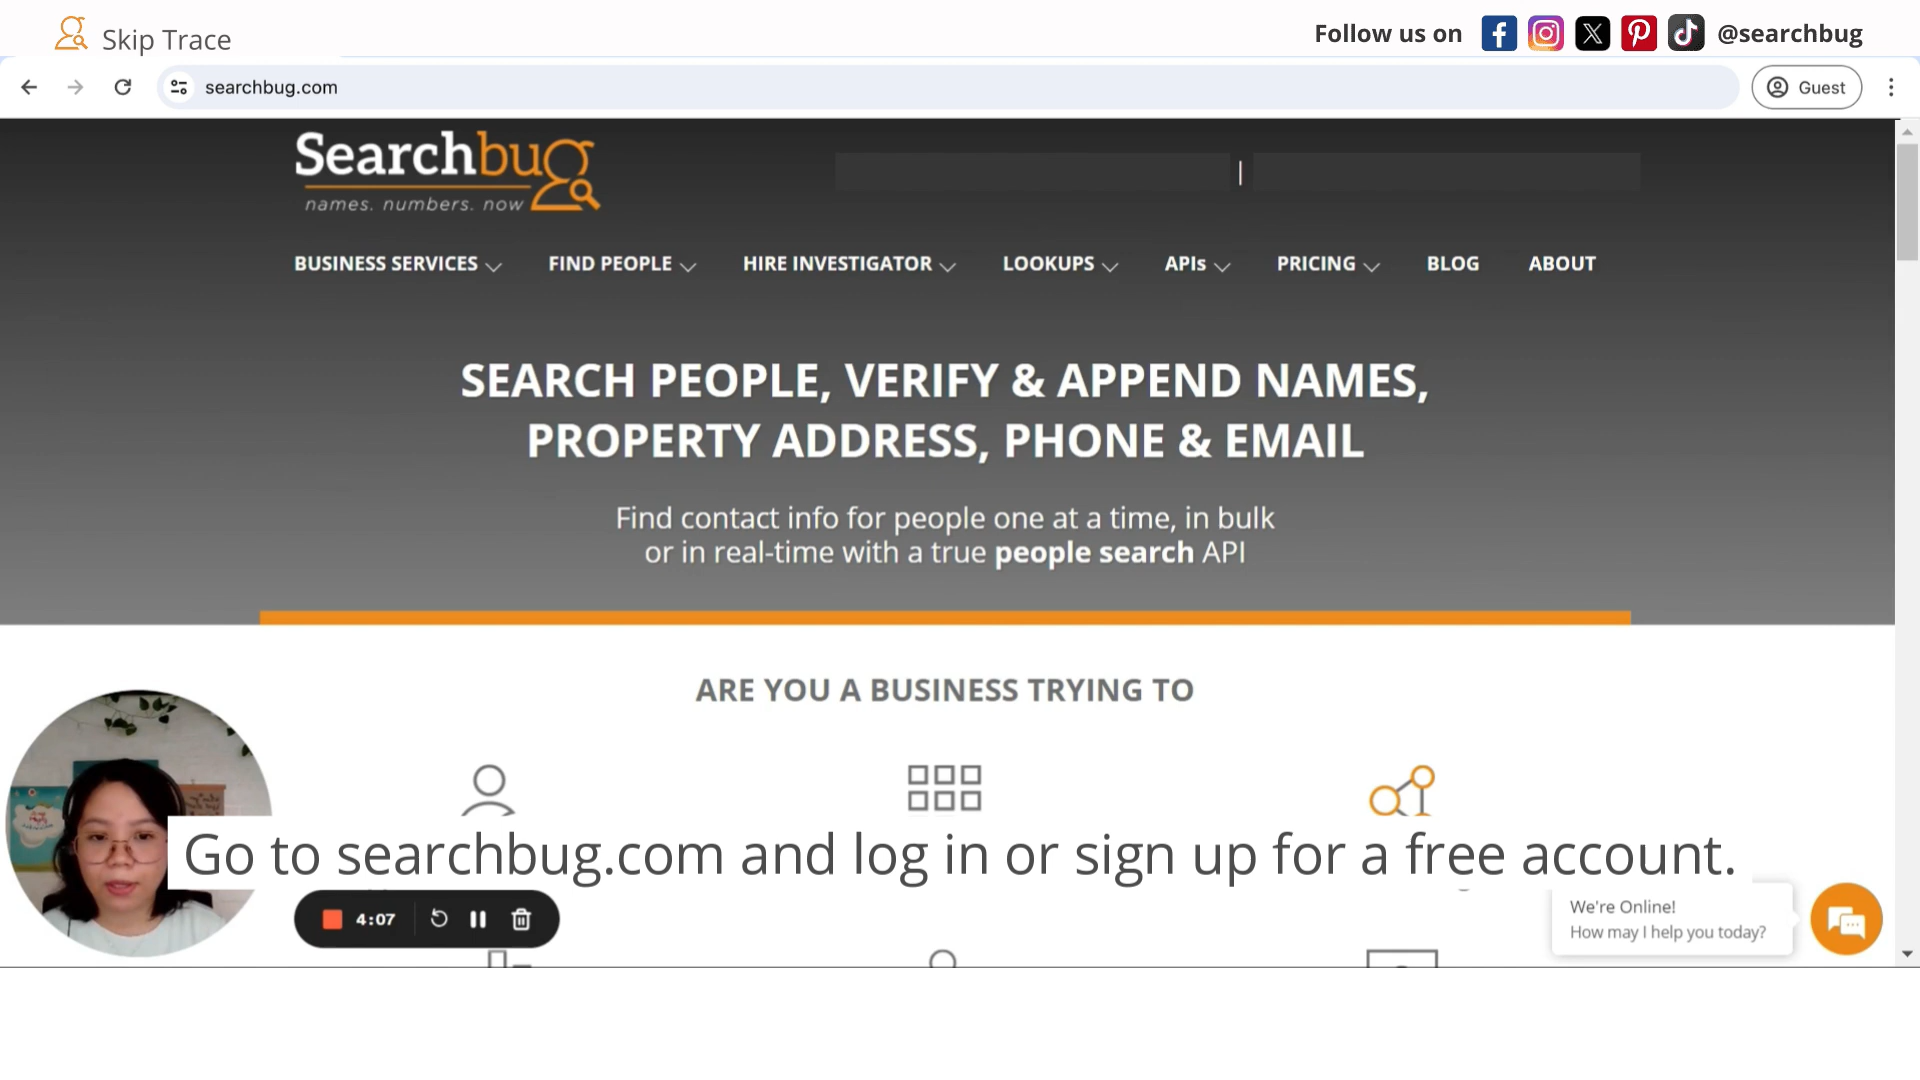 Skip Trace
Follow us on @searchbug
searchbug.com
Guest
Searchbug
names. numbers. now
|
BUSINESS SERVICES FIND PEOPLE HIRE INVESTIGATOR LOOKUPS APIs PRICING BLOG ABOUT
SEARCH PEOPLE, VERIFY & APPEND NAMES,
PROPERTY ADDRESS, PHONE & EMAIL
Find contact info for people one at a time, in bulk
or in real-time with a true people search API
ARE YOU A BUSINESS TRYING TO
Go to searchbug.com and log in or sign up for a free account.
4:07
We're Online!
How may I help you today?